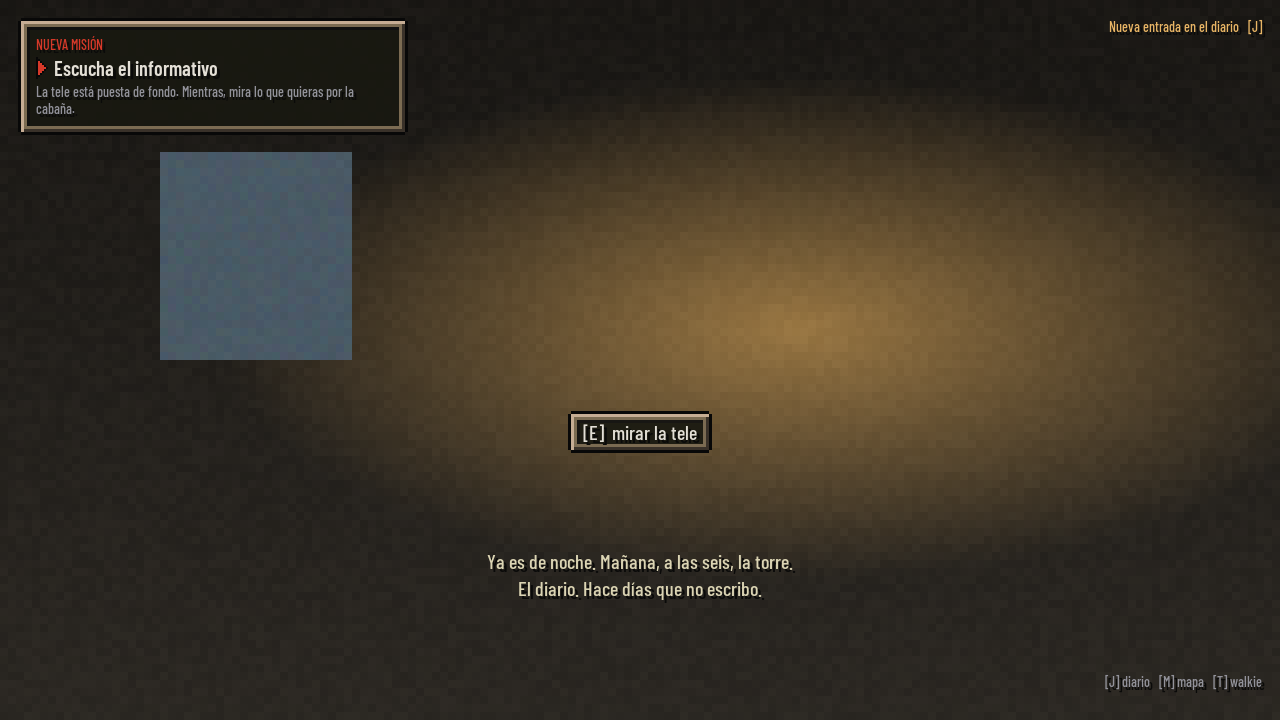 NUEVA MISIÓN
Escucha el informativo
La tele está puesta de fondo. Mientras, mira lo que quieras por la
cabaña.
Nueva entrada en el diario [J]
[E] mirar la tele
Ya es de noche. Mañana, a las seis, la torre.
El diario. Hace días que no escribo.
[J] diario [M] mapa [T] walkie